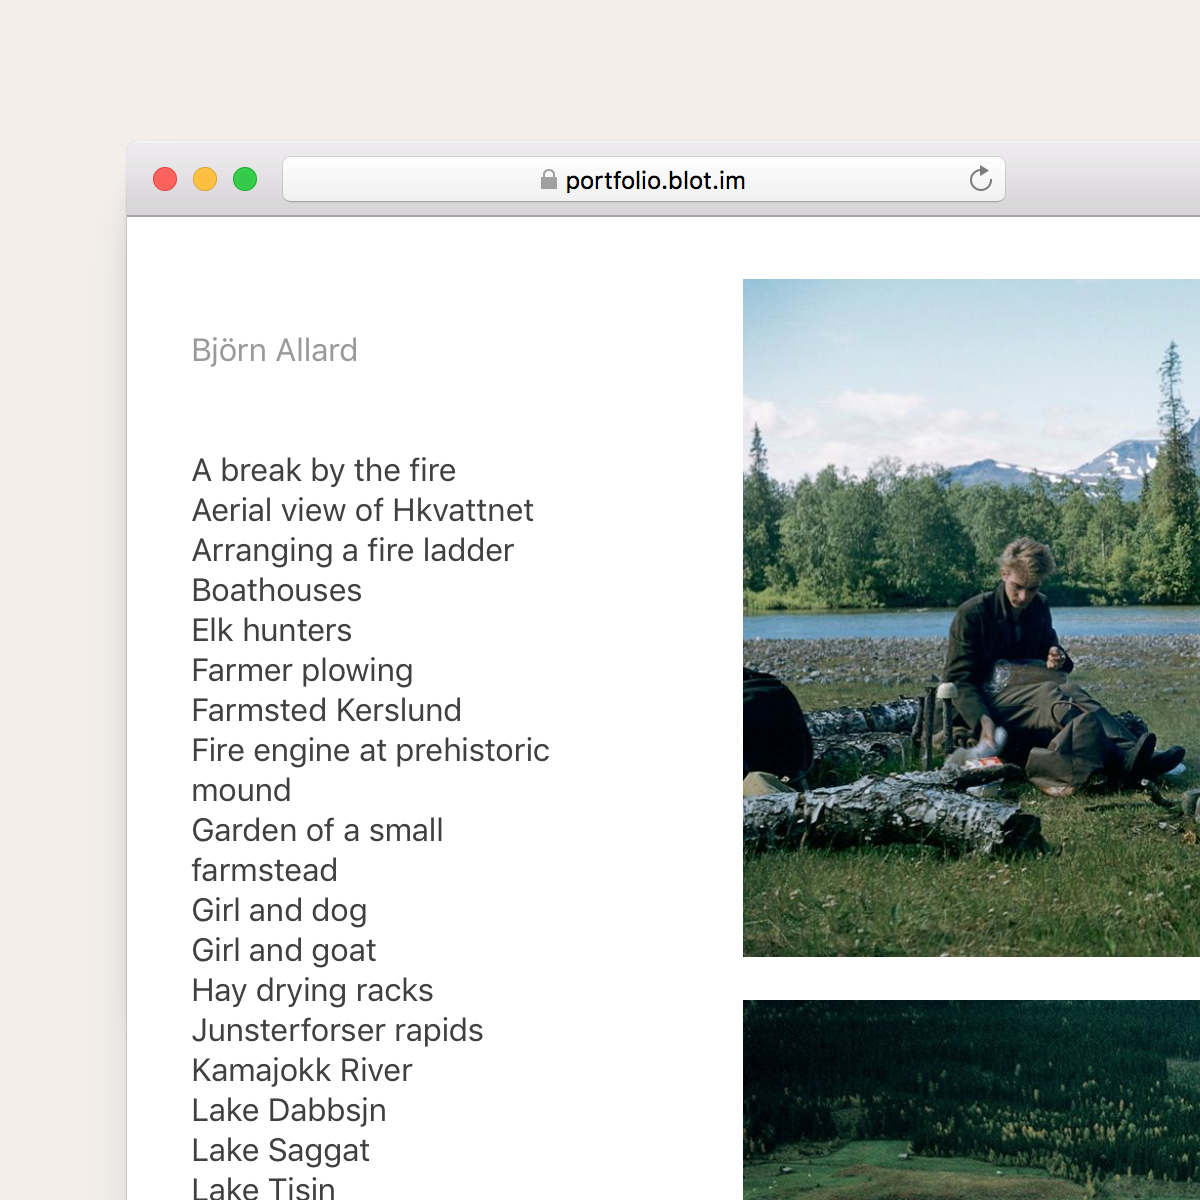 portfolio.blot.im
Björn Allard
A break by the fire
Aerial view of Hkvattnet
Arranging a fire ladder
Boathouses
Elk hunters
Farmer plowing
Farmsted Kerslund
Fire engine at prehistoric
mound
Garden of a small
farmstead
Girl and dog
Girl and goat
Hay drying racks
Junsterforser rapids
Kamajokk River
Lake Dabbsjn
Lake Saggat
Lake Tisin